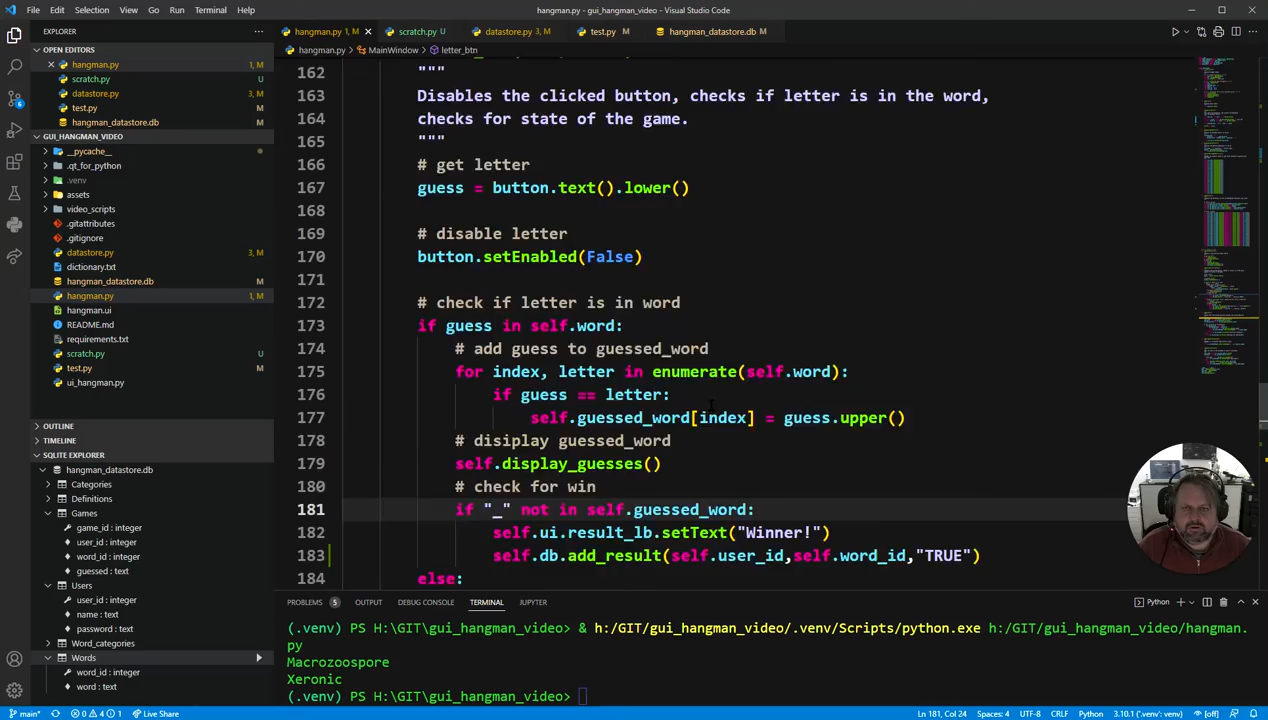 File Edit Selection View Go Run Terminal Help
hangman.py - gui_hangman_video - Visual Studio Code
EXPLORER
OPEN EDITORS
hangman.py 1, M
scratch.py U
datastore.py 3, M
test.py M
hangman_datastore.db M
GUI_HANGMAN_VIDEO
__pycache__
.qt_for_python
.venv
assets
video_scripts
.gitattributes
.gitignore
datastore.py 3, M
dictionary.txt
hangman_datastore.db M
hangman.py 1, M
hangman.ui
README.md
requirements.txt
scratch.py U
test.py M
ui_hangman.py
OUTLINE
TIMELINE
SQLITE EXPLORER
hangman_datastore.db
Categories
Definitions
Games
game_id : integer
user_id : integer
word_id : integer
guessed : text
Users
user_id : integer
name : text
password : text
Word_categories
Words
word_id : integer
word : text
hangman.py 1, M scratch.py U datastore.py 3, M test.py M hangman_datastore.db M
hangman.py > MainWindow > letter_btn
162 """
163 Disables the clicked button, checks if letter is in the word,
164 checks for state of the game.
165 """
166 # get letter
167 guess = button.text().lower()
168
169 # disable letter
170 button.setEnabled(False)
171
172 # check if letter is in word
173 if guess in self.word:
174 # add guess to guessed_word
175 for index, letter in enumerate(self.word):
176 if guess == letter:
177 self.guessed_word[index] = guess.upper()
178 # disiplay guessed_word
179 self.display_guesses()
180 # check for win
181 if "_" not in self.guessed_word:
182 self.ui.result_lb.setText("Winner!")
183 self.db.add_result(self.user_id,self.word_id,"TRUE")
184 else:
PROBLEMS 5 OUTPUT DEBUG CONSOLE TERMINAL JUPYTER
Python
(.venv) PS H:\GIT\gui_hangman_video> & h:/GIT/gui_hangman_video/.venv/Scripts/python.exe h:/GIT/gui_hangman_video/hangman.
py
Macrozoospore
Xeronic
(.venv) PS H:\GIT\gui_hangman_video>
6
main* 0 4 1 Live Share
Ln 181, Col 24 Spaces: 4 UTF-8 CRLF Python 3.10.1 ('.venv': venv) [off]